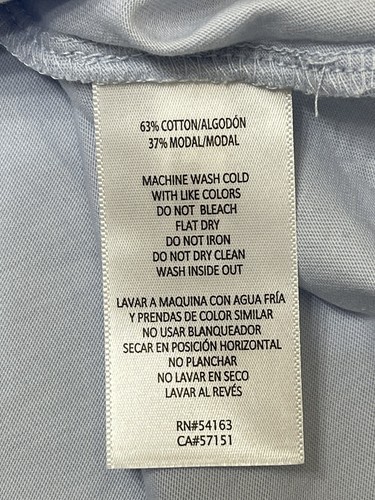 63% COTTON/ALGODÓN
37% MODAL/MODAL
MACHINE WASH COLD
WITH LIKE COLORS
DO NOT BLEACH
FLAT DRY
DO NOT IRON
DO NOT DRY CLEAN
WASH INSIDE OUT
LAVAR A MAQUINA CON AGUA FRÍA
Y PRENDAS DE COLOR SIMILAR
NO USAR BLANQUEADOR
SECAR EN POSICIÓN HORIZONTAL
NO PLANCHAR
NO LAVAR EN SECO
LAVAR AL REVÉS
RN#54163
CA#57151